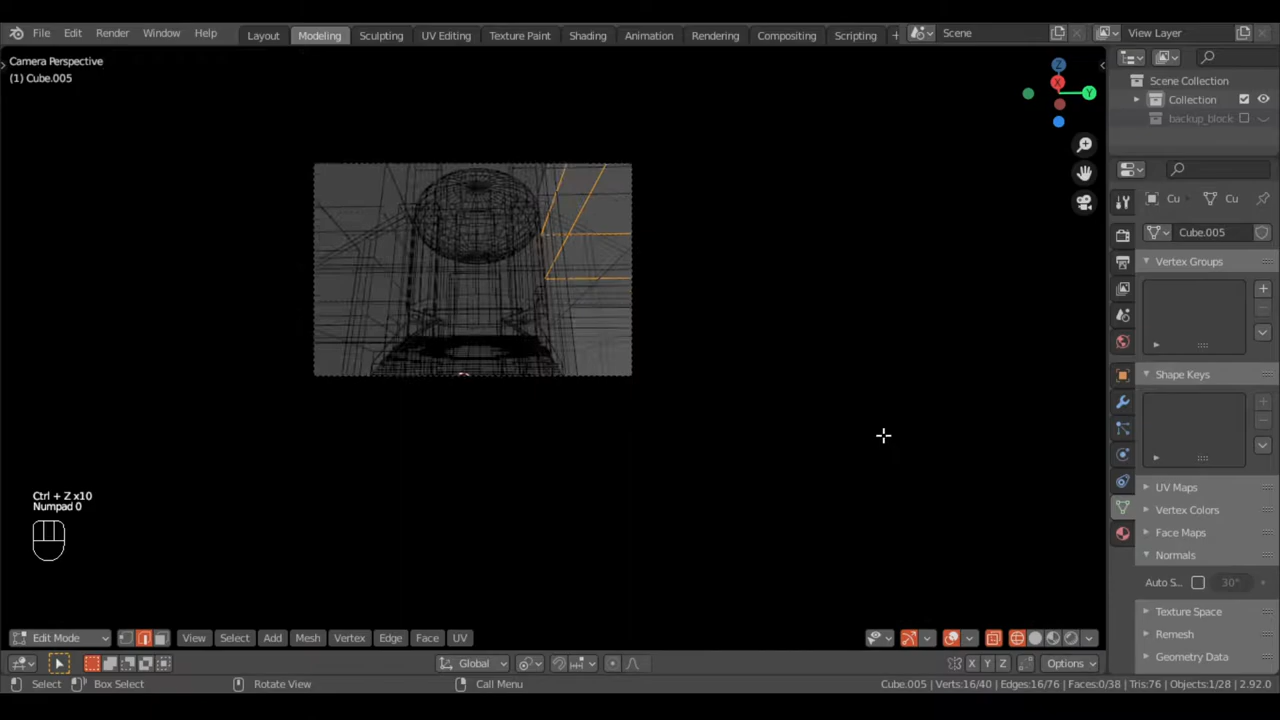 File Edit Render Window Help Layout Modeling Sculpting UV Editing Texture Paint Shading Animation Rendering Compositing Scripting + Scene View Layer
Camera Perspective
(1) Cube.005
Z
X
Y
Scene Collection
Collection
backup_block
Cu Cu
Cube.005
Vertex Groups
Shape Keys
Ctrl + Z x10
Numpad 0
UV Maps
Vertex Colors
Face Maps
Normals
Auto S... 30°
Texture Space
Remesh
Geometry Data
Edit Mode View Select Add Mesh Vertex Edge Face UV
Global X Y Z Options
Select Box Select Rotate View Call Menu Cube.005 | Verts:16/40 | Edges:16/76 | Faces:0/38 | Tris:76 | Objects:1/28 | 2.92.0